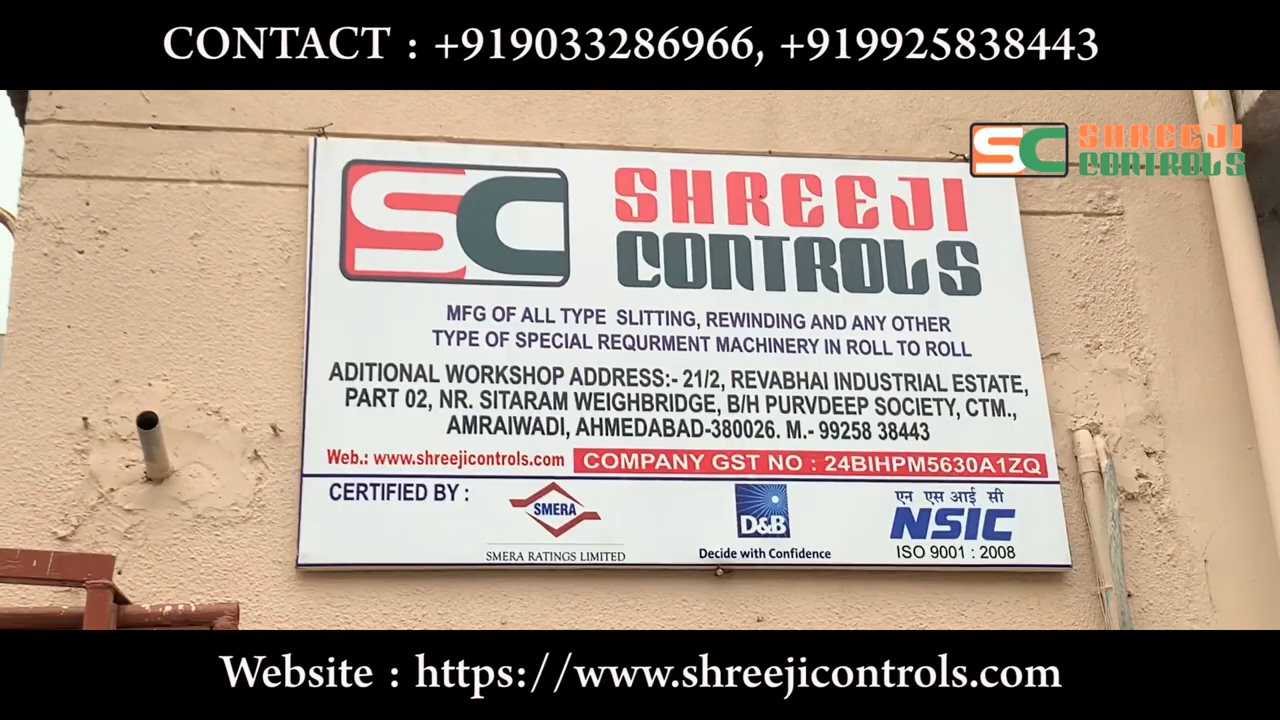 CONTACT : +919033286966, +919925838443
SC SHREEJI
CONTROLS
SC SHREEJI
CONTROLS
MFG OF ALL TYPE SLITTING, REWINDING AND ANY OTHER
TYPE OF SPECIAL REQURMENT MACHINERY IN ROLL TO ROLL
ADITIONAL WORKSHOP ADDRESS:- 21/2, REVABHAI INDUSTRIAL ESTATE,
PART 02, NR. SITARAM WEIGHBRIDGE, B/H PURVDEEP SOCIETY, CTM.,
AMRAIWADI, AHMEDABAD-380026. M.- 99258 38443
Web.: www.shreejicontrols.com COMPANY GST NO : 24BIHPM5630A1ZQ
CERTIFIED BY :
SMERA
SMERA RATINGS LIMITED
D&B
Decide with Confidence
एन एस आई सी
NSIC
ISO 9001 : 2008
Website : https://www.shreejicontrols.com